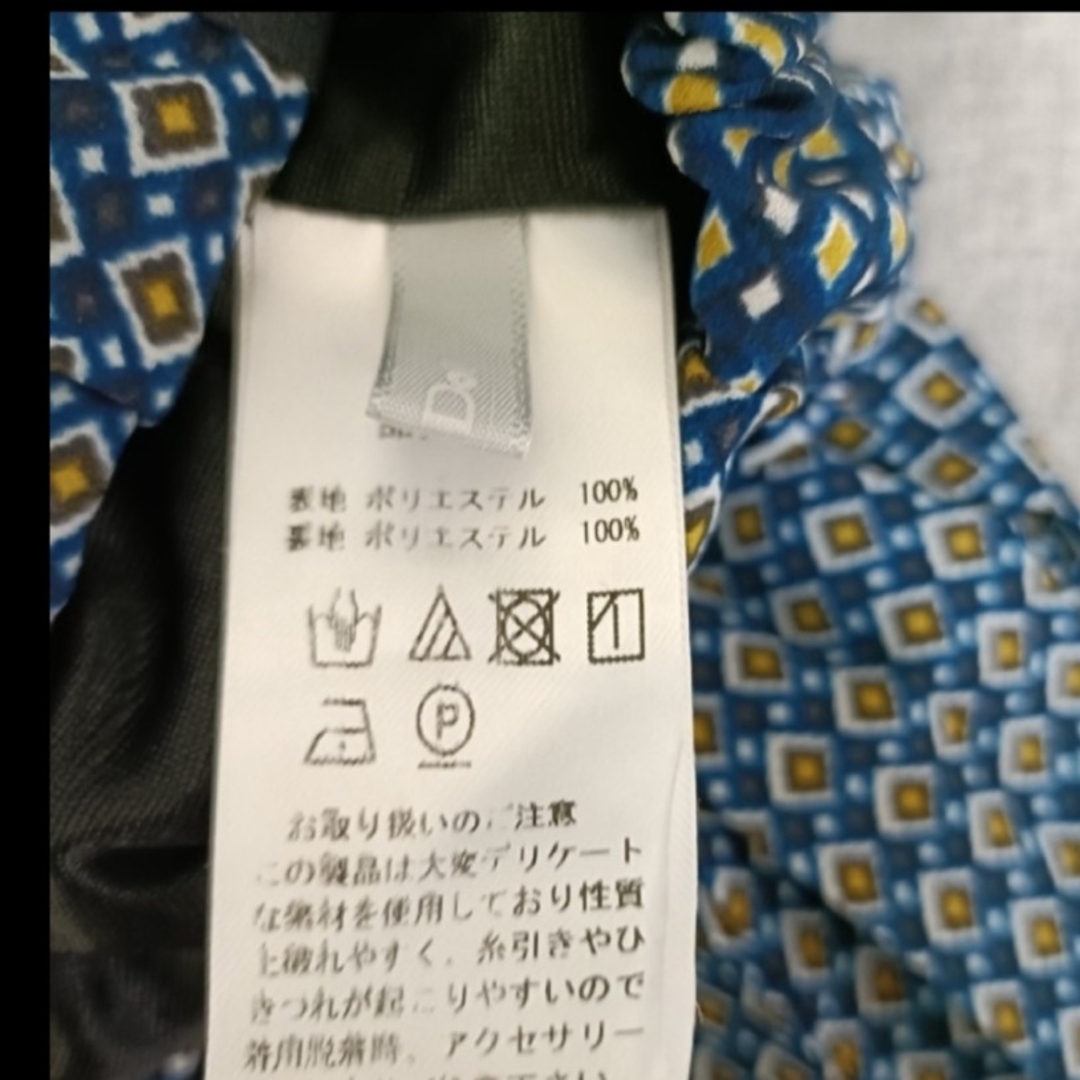 D
表地 ポリエステル 100%
裏地 ポリエステル 100%
P
お取り扱いのご注意
この製品は大変デリケート
な素材を使用しており性質
上破れやすく、糸引きやひ
きつれが起こりやすいので
着用脱着時、アクセサリー